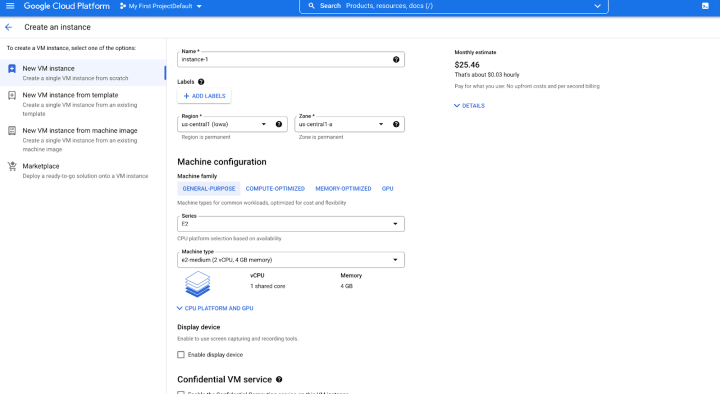 Google Cloud Platform
My First ProjectDefault
Search Products, resources, docs (/)
Create an instance
To create a VM instance, select one of the options:
New VM instance
Create a single VM instance from scratch
New VM instance from template
Create a single VM instance from an existing
template
New VM instance from machine image
Create a single VM instance from an existing
machine image
Marketplace
Deploy a ready-to-go solution onto a VM instance
Name *
instance-1
Labels
+ ADD LABELS
Region *
us-central1 (Iowa)
Region is permanent
Zone *
us-central1-a
Zone is permanent
Machine configuration
Machine family
GENERAL-PURPOSE COMPUTE-OPTIMIZED MEMORY-OPTIMIZED GPU
Machine types for common workloads, optimized for cost and flexibility
Series
E2
CPU platform selection based on availability
Machine type
e2-medium (2 vCPU, 4 GB memory)
vCPU Memory
1 shared core 4 GB
CPU PLATFORM AND GPU
Display device
Enable to use screen capturing and recording tools.
Enable display device
Confidential VM service
Enable the Confidential Computing service on this VM instance
Monthly estimate
$25.46
That's about $0.03 hourly
Pay for what you use: No upfront costs and per second billing
DETAILS